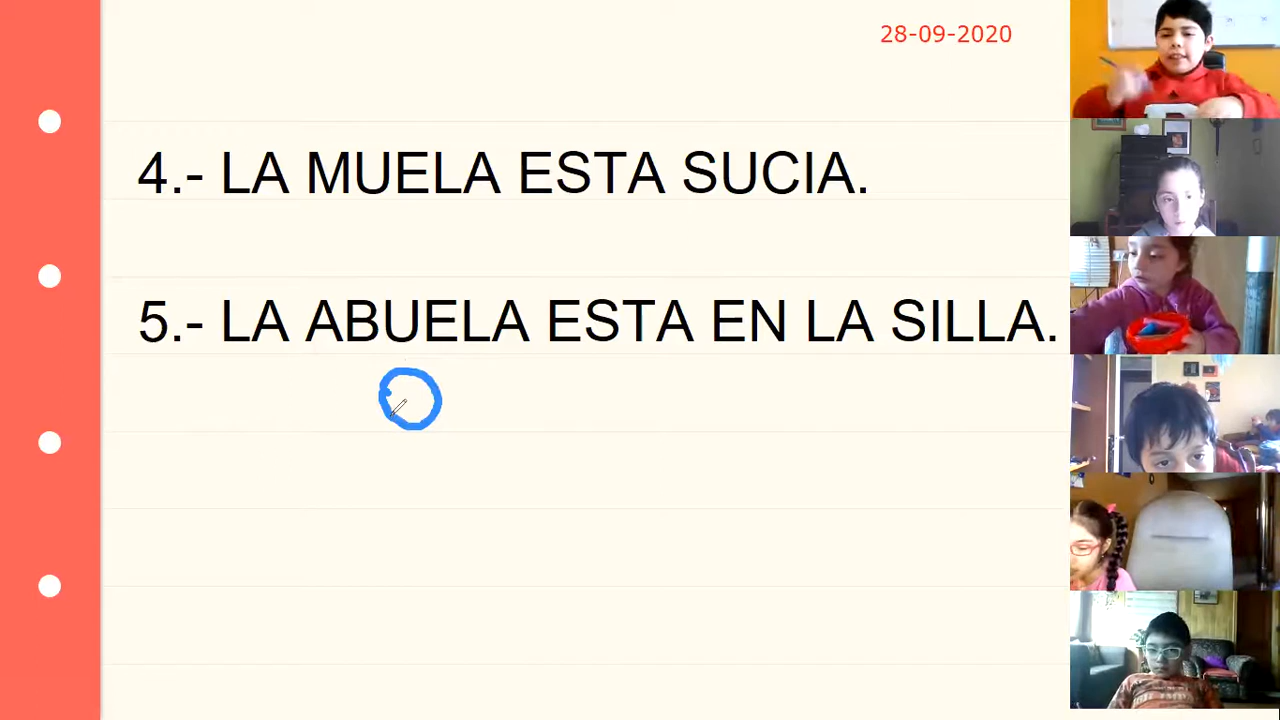 28-09-2020
4.- LA MUELA ESTA SUCIA.
5.- LA ABUELA ESTA EN LA SILLA.